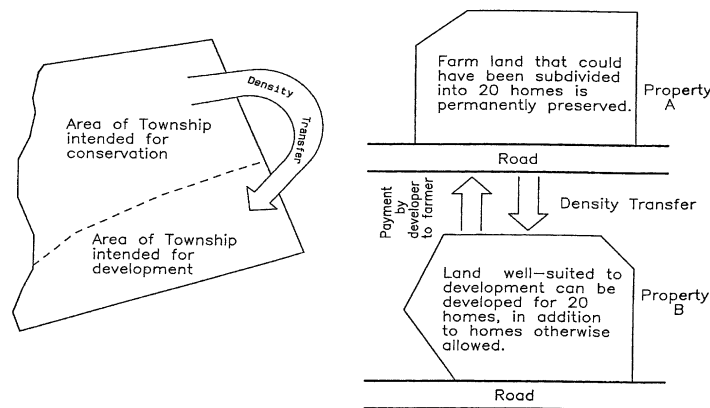 Density
Transfer
Area of Township
intended for
conservation
Area of Township
intended for
development
Farm land that could
have been subdivided
into 20 homes is
permanently preserved.
Property
A
Road
Payment
by
developer
to farmer
Density Transfer
Land well-suited to
development can be
developed for 20
homes, in addition
to homes otherwise
allowed.
Property
B
Road